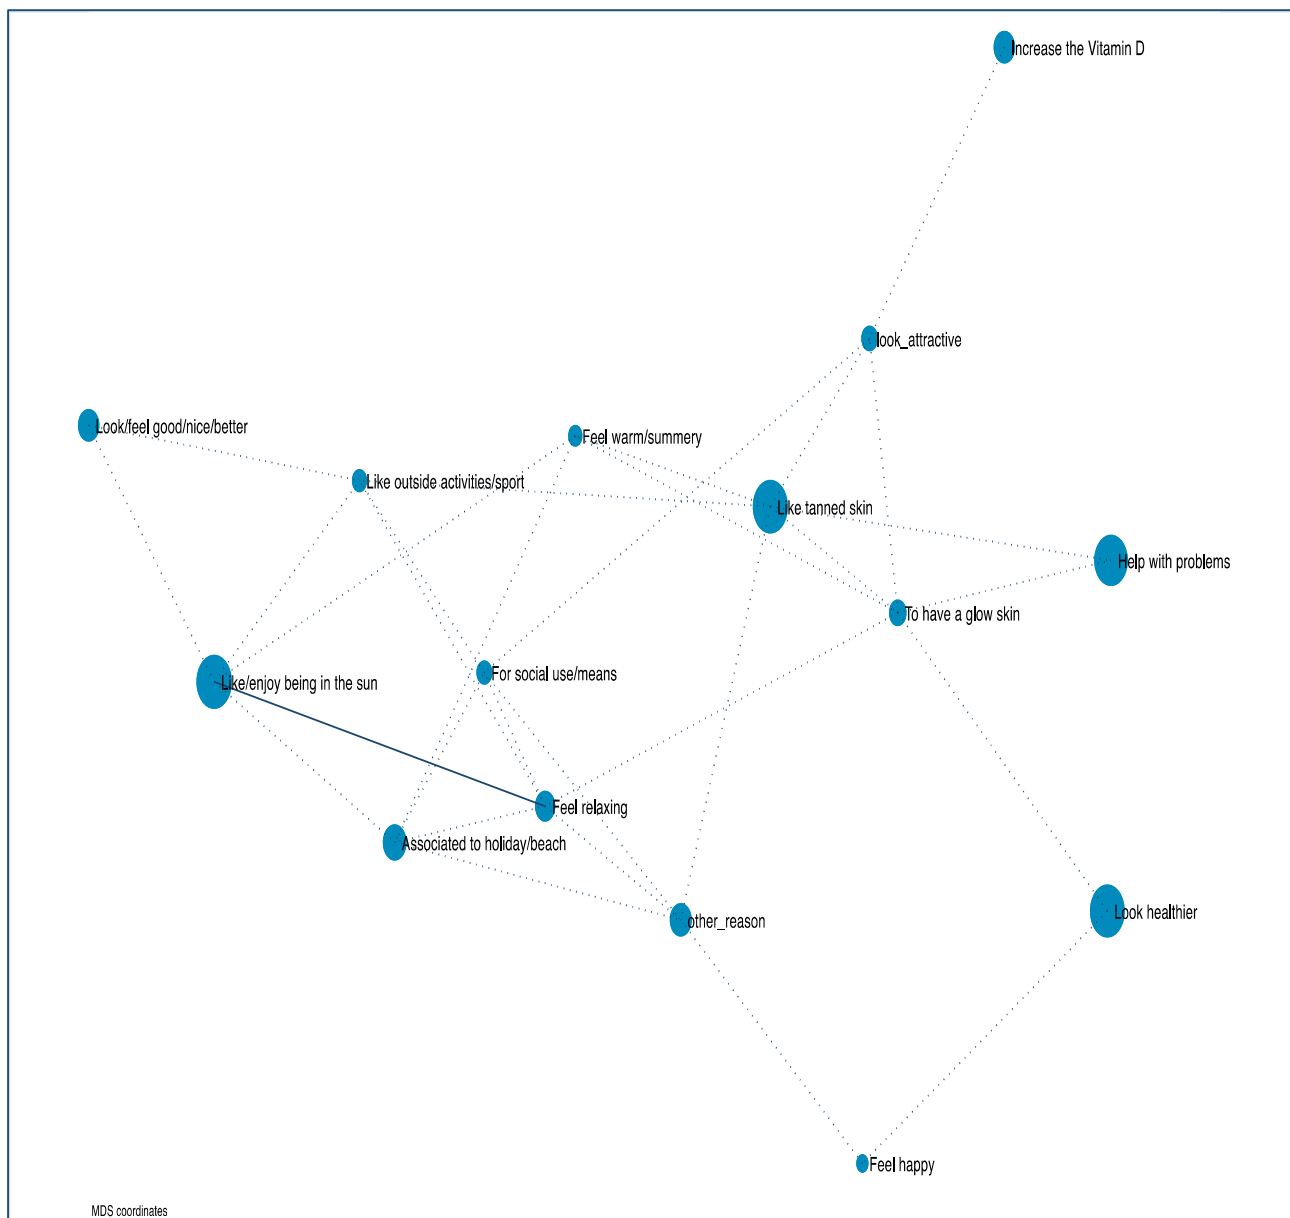 Increase the Vitamin D
look_attractive
Look/feel good/nice/better
Feel warm/summery
Like outside activities/sport
Like tanned skin
Help with problems
To have a glow skin
For social use/means
Like/enjoy being in the sun
Feel relaxing
Associated to holiday/beach
other_reason
Look healthier
Feel happy
MDS coordinates